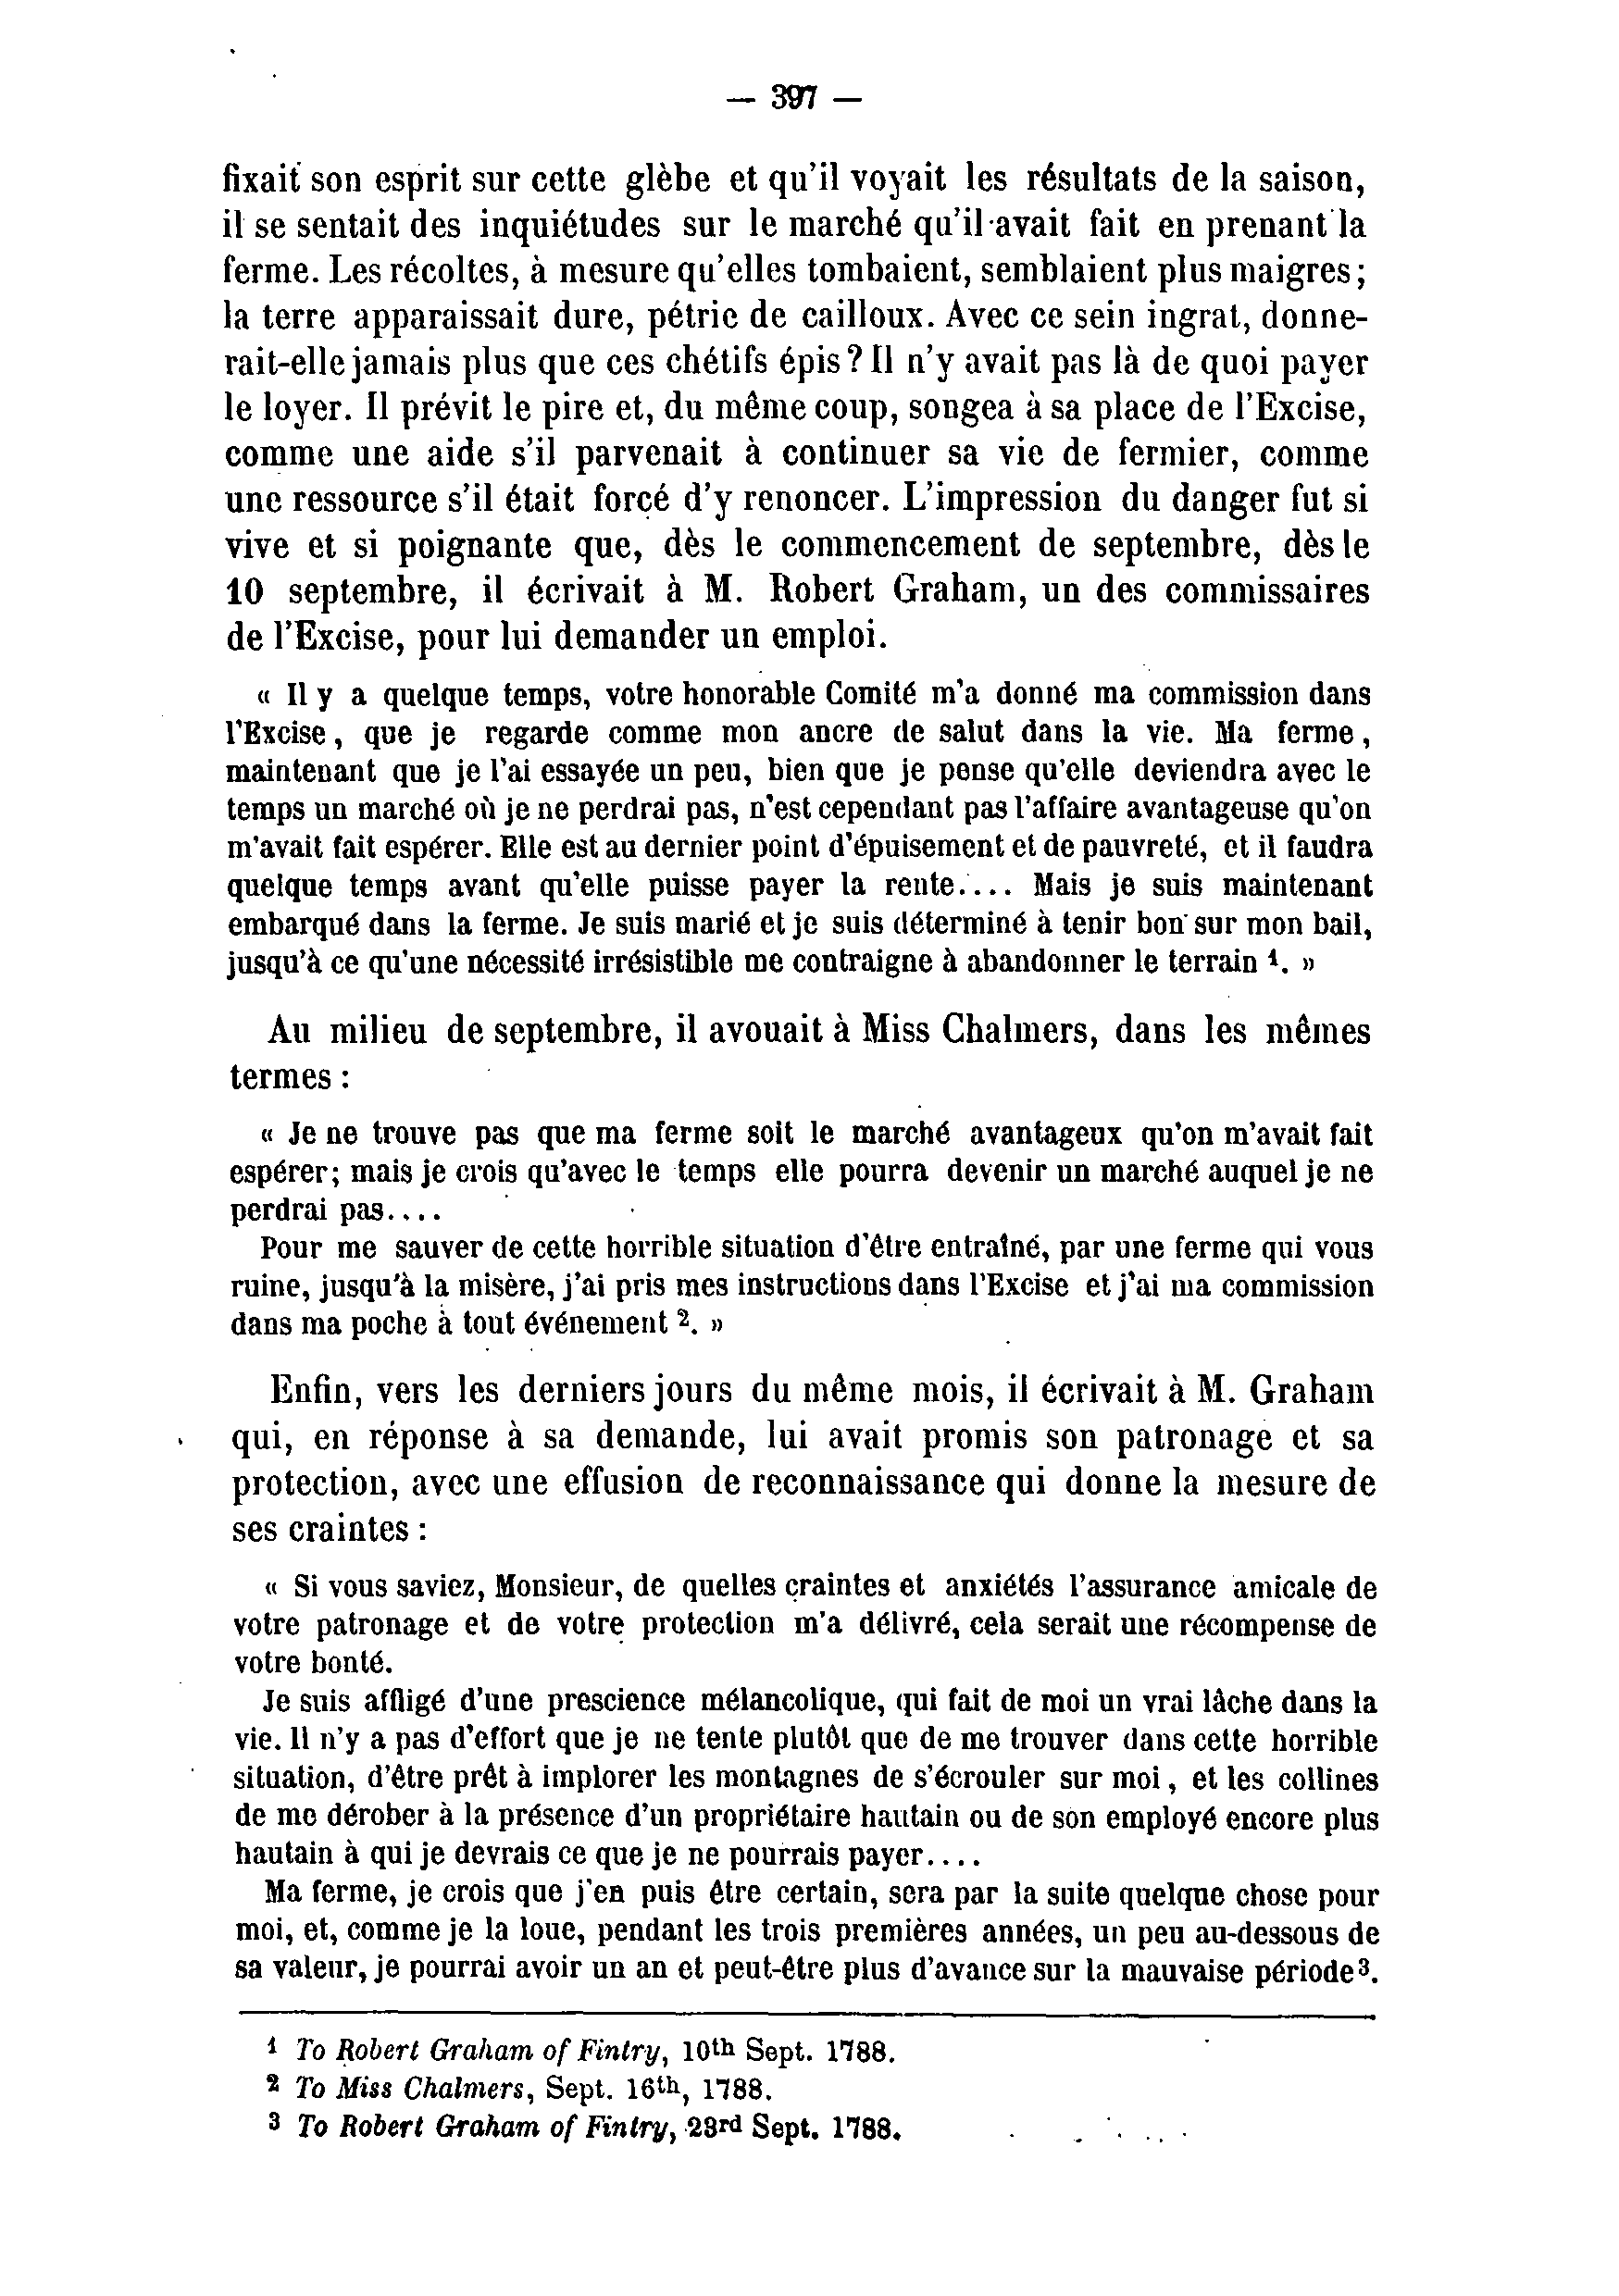 — 397 —
fixait son esprit sur cette glèbe et qu'il voyait les résultats de la saison,
il se sentait des inquiétudes sur le marché qu'il avait fait en prenant la
ferme. Les récoltes, à mesure qu'elles tombaient, semblaient plus maigres;
la terre apparaissait dure, pétrie de cailloux. Avec ce sein ingrat, donne-
rait-elle jamais plus que ces chétifs épis? Il n'y avait pas là de quoi payer
le loyer. Il prévit le pire et, du même coup, songea à sa place de l'Excise,
comme une aide s'il parvenait à continuer sa vie de fermier, comme
une ressource s'il était forcé d'y renoncer. L'impression du danger fut si
vive et si poignante que, dès le commencement de septembre, dès le
10 septembre, il écrivait à M. Robert Graham, un des commissaires
de l'Excise, pour lui demander un emploi.
« Il y a quelque temps, votre honorable Comité m'a donné ma commission dans
l'Excise, que je regarde comme mon ancre de salut dans la vie. Ma ferme,
maintenant que je l'ai essayée un peu, bien que je pense qu'elle deviendra avec le
temps un marché où je ne perdrai pas, n'est cependant pas l'affaire avantageuse qu'on
m'avait fait espérer. Elle est au dernier point d'épuisement et de pauvreté, et il faudra
quelque temps avant qu'elle puisse payer la rente.... Mais je suis maintenant
embarqué dans la ferme. Je suis marié et je suis déterminé à tenir bon sur mon bail,
jusqu'à ce qu'une nécessité irrésistible me contraigne à abandonner le terrain ¹. »
Au milieu de septembre, il avouait à Miss Chalmers, dans les mêmes
termes :
« Je ne trouve pas que ma ferme soit le marché avantageux qu'on m'avait fait
espérer; mais je crois qu'avec le temps elle pourra devenir un marché auquel je ne
perdrai pas....
Pour me sauver de cette horrible situation d'être entraîné, par une ferme qui vous
ruine, jusqu'à la misère, j'ai pris mes instructions dans l'Excise et j'ai ma commission
dans ma poche à tout événement ². »
Enfin, vers les derniers jours du même mois, il écrivait à M. Graham
qui, en réponse à sa demande, lui avait promis son patronage et sa
protection, avec une effusion de reconnaissance qui donne la mesure de
ses craintes :
« Si vous saviez, Monsieur, de quelles craintes et anxiétés l'assurance amicale de
votre patronage et de votre protection m'a délivré, cela serait une récompense de
votre bonté.
Je suis affligé d'une prescience mélancolique, qui fait de moi un vrai lâche dans la
vie. Il n'y a pas d'effort que je ne tente plutôt que de me trouver dans cette horrible
situation, d'être prêt à implorer les montagnes de s'écrouler sur moi, et les collines
de me dérober à la présence d'un propriétaire hautain ou de son employé encore plus
hautain à qui je devrais ce que je ne pourrais payer....
Ma ferme, je crois que j'en puis être certain, sera par la suite quelque chose pour
moi, et, comme je la loue, pendant les trois premières années, un peu au-dessous de
sa valeur, je pourrai avoir un an et peut-être plus d'avance sur la mauvaise période³.
¹ To Robert Graham of Fintry, 10th Sept. 1788.
² To Miss Chalmers, Sept. 16th, 1788.
³ To Robert Graham of Fintry, 23rd Sept. 1788.